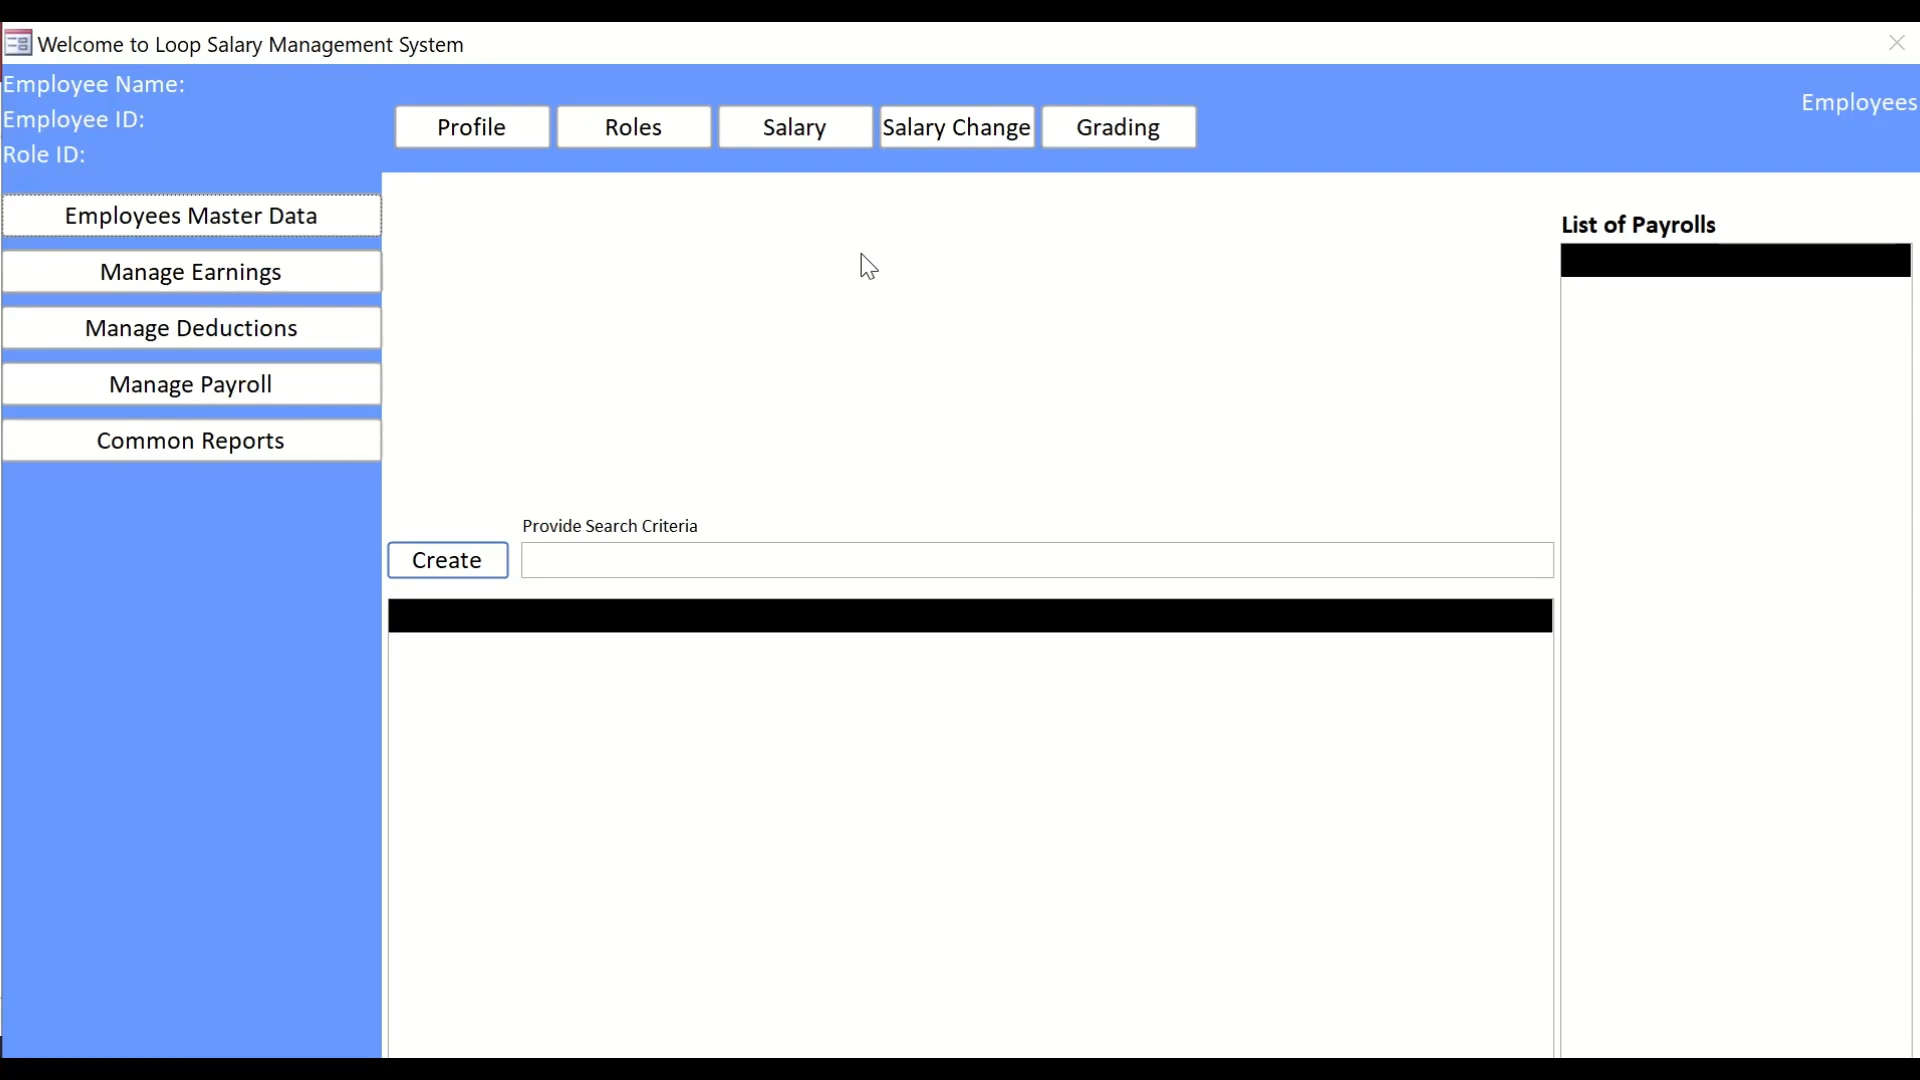 Welcome to Loop Salary Management System
Employee Name:
Employee ID:
Role ID:
Profile
Roles
Salary
Salary Change
Grading
Employees
Employees Master Data
Manage Earnings
Manage Deductions
Manage Payroll
Common Reports
List of Payrolls
Provide Search Criteria
Create